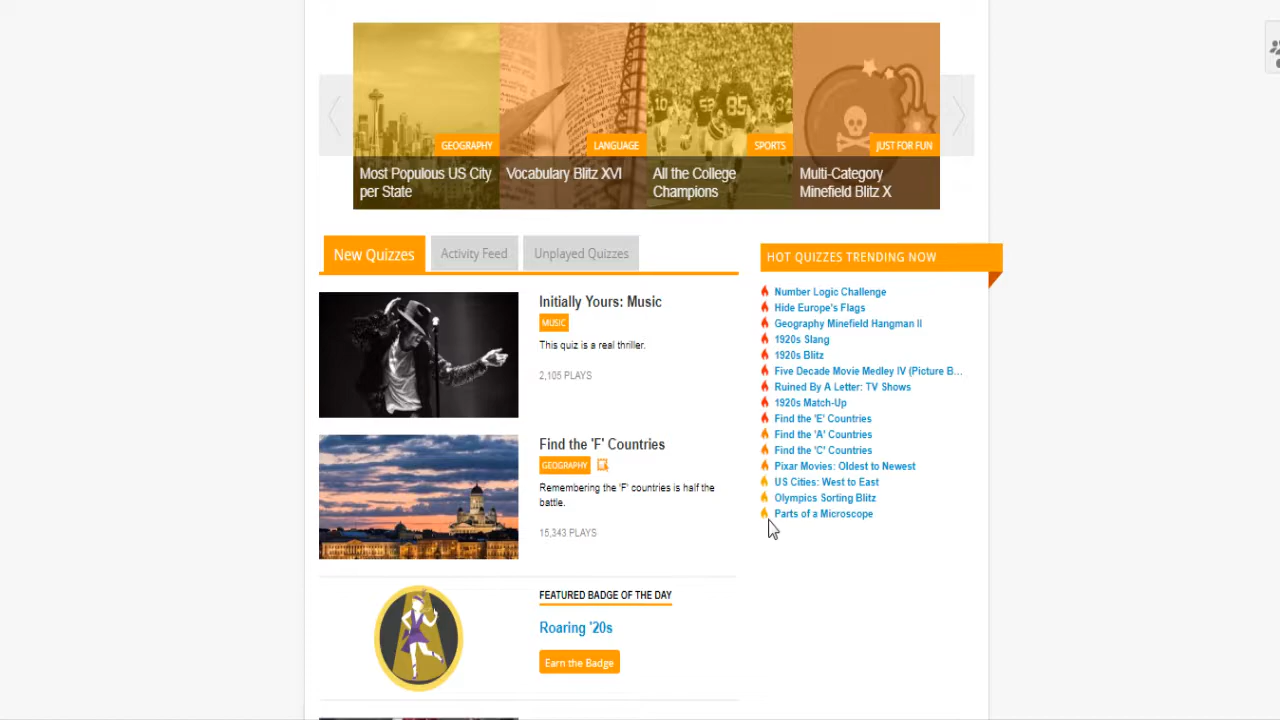 GEOGRAPHY
Most Populous US City
per State
LANGUAGE
Vocabulary Blitz XVI
SPORTS
All the College
Champions
JUST FOR FUN
Multi-Category
Minefield Blitz X
New Quizzes
Activity Feed
Unplayed Quizzes
Initially Yours: Music
MUSIC
This quiz is a real thriller.
2,105 PLAYS
Find the 'F' Countries
GEOGRAPHY
Remembering the 'F' countries is half the
battle.
15,343 PLAYS
FEATURED BADGE OF THE DAY
Roaring '20s
Earn the Badge
HOT QUIZZES TRENDING NOW
Number Logic Challenge
Hide Europe's Flags
Geography Minefield Hangman II
1920s Slang
1920s Blitz
Five Decade Movie Medley IV (Picture B...
Ruined By A Letter: TV Shows
1920s Match-Up
Find the 'E' Countries
Find the 'A' Countries
Find the 'C' Countries
Pixar Movies: Oldest to Newest
US Cities: West to East
Olympics Sorting Blitz
Parts of a Microscope